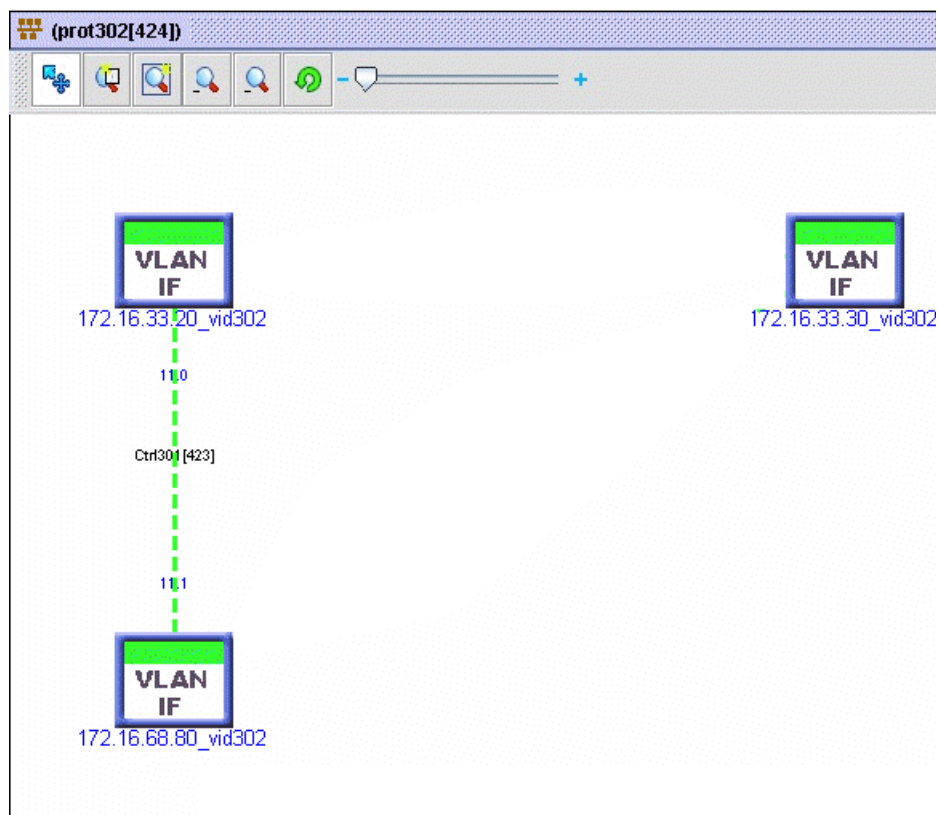 (prot302[424])
VLAN
IF
172.16.33.20_vid302
VLAN
IF
172.16.33.30_vid302
11.0
Ctrl301[423]
11.1
VLAN
IF
172.16.68.80_vid302